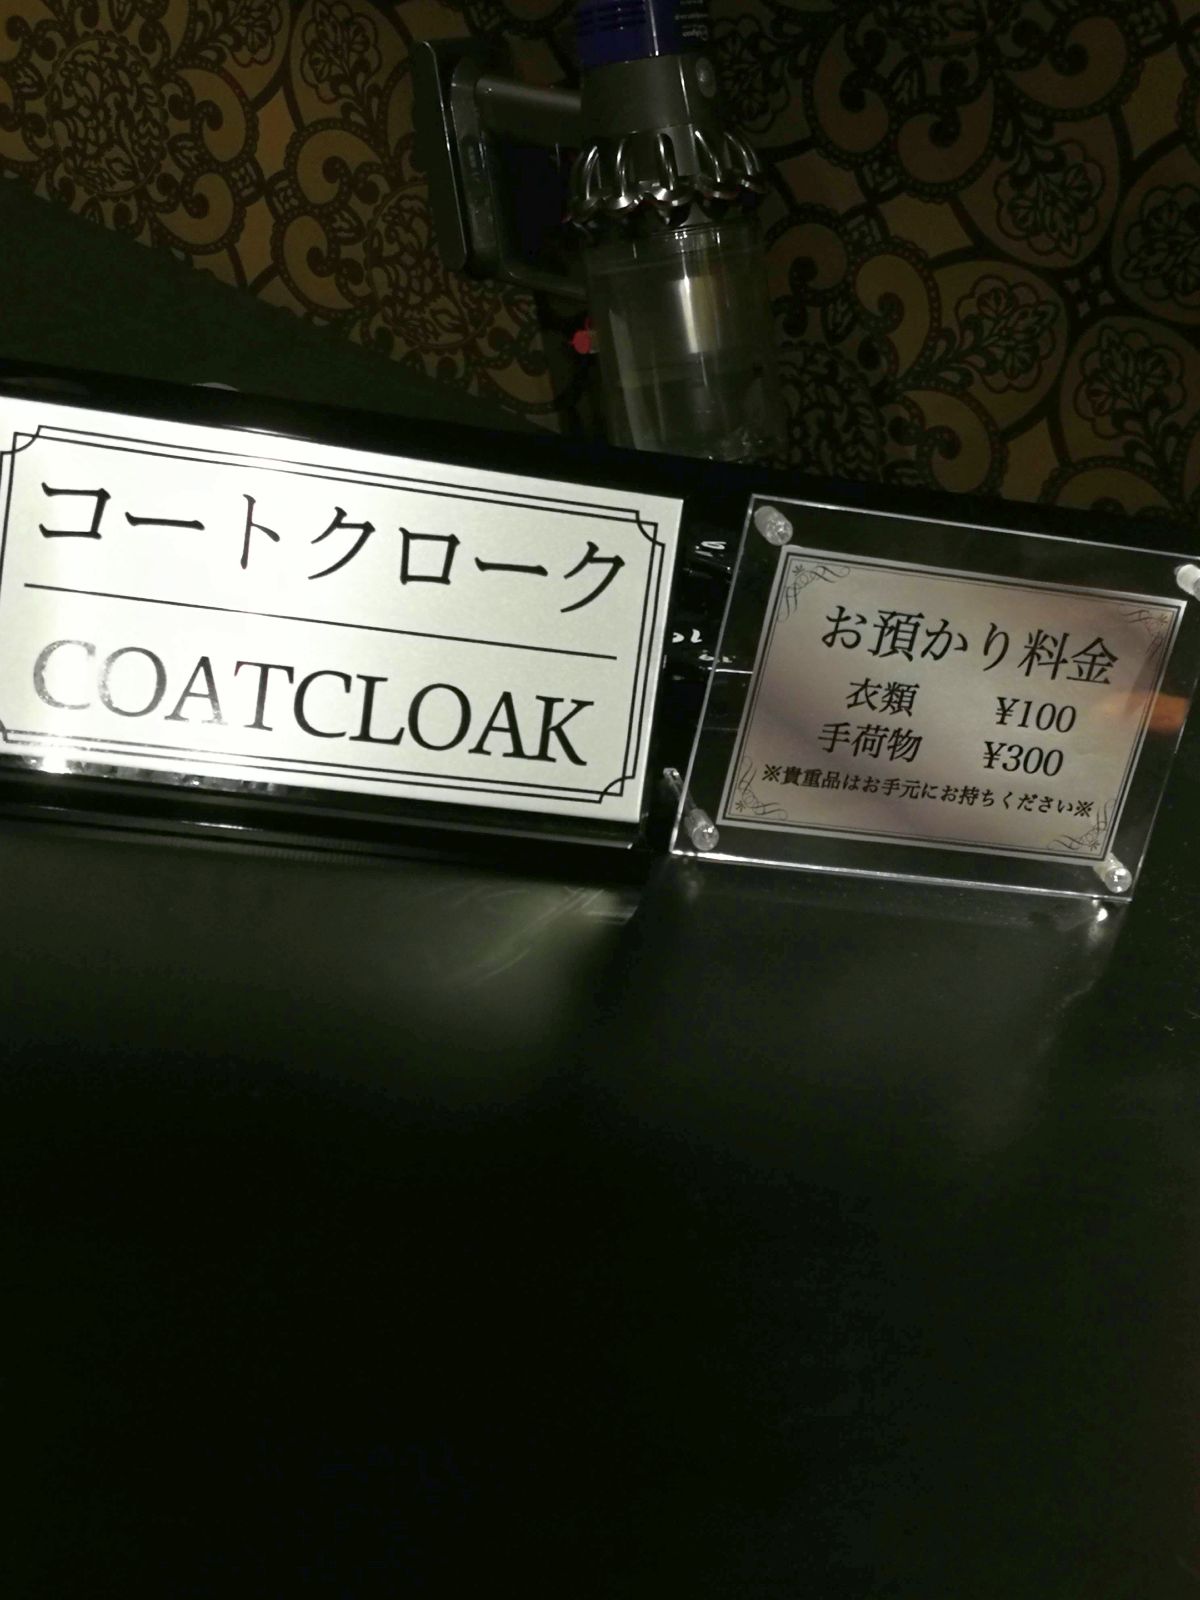 コートクローク
COATCLOAK
お預かり料金
衣類 ¥100
手荷物 ¥300
※貴重品はお手元にお持ちください※